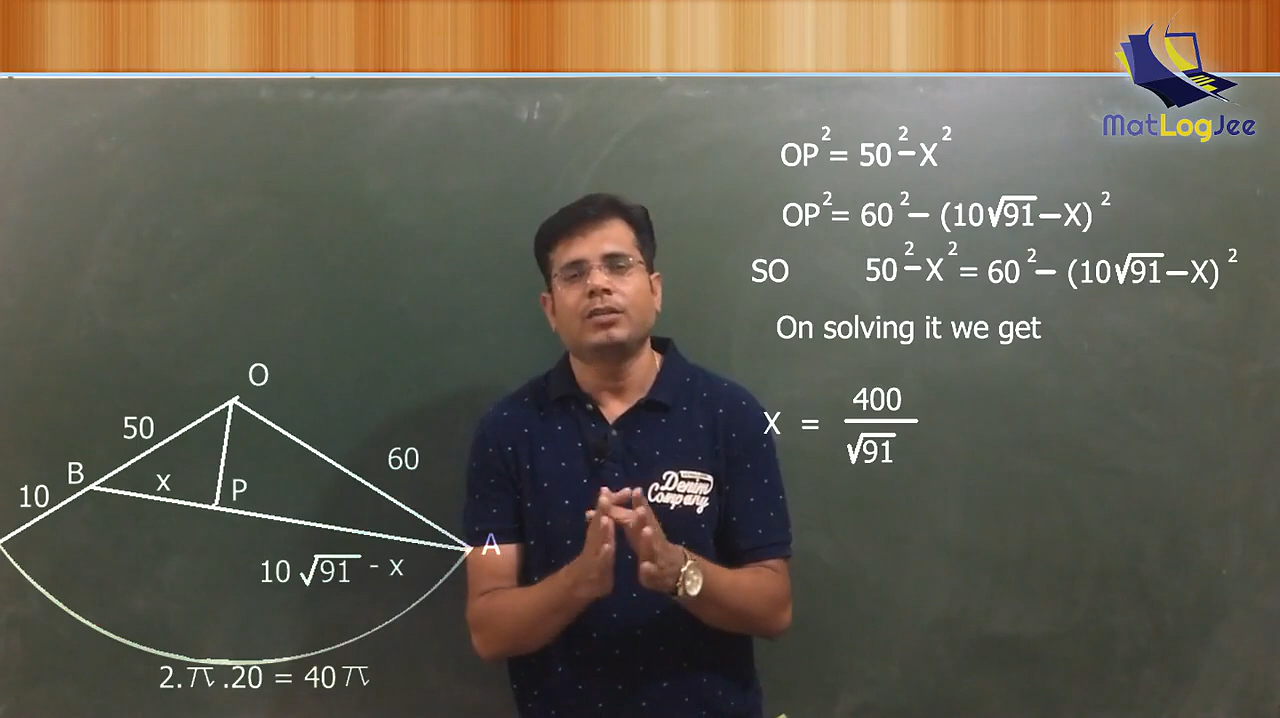 MatLogJee
OP² = 50² – X²
OP² = 60² – (10√91 – X)²
SO 50² – X² = 60² – (10√91 – X)²
On solving it we get
X = 400
√91
O
50
60
B
x
P
10
A
10 √91 - x
2.π.20 = 40π
Denim
Company